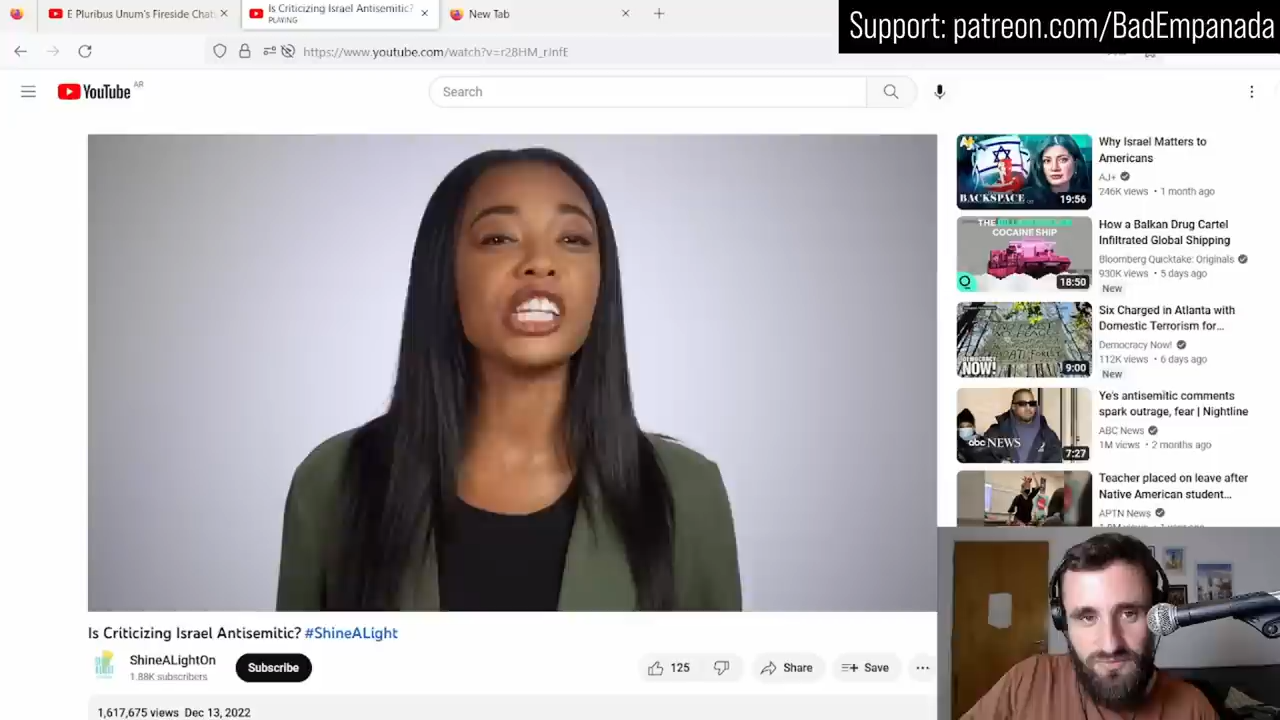 E Pluribus Unum's Fireside Chat
Is Criticizing Israel Antisemitic?
PLAYING
New Tab
Support: patreon.com/BadEmpanada
https://www.youtube.com/watch?v=r28HM_rJnfE
YouTube AR
Search
Why Israel Matters to
Americans
AJ+
246K views • 1 month ago
BACKSPACE
19:56
THE
COCAINE SHIP
18:50
How a Balkan Drug Cartel
Infiltrated Global Shipping
Bloomberg Quicktake: Originals
930K views • 5 days ago
New
Six Charged in Atlanta with
Domestic Terrorism for...
Democracy Now!
112K views • 6 days ago
New
DEMOCRACY
NOW!
9:00
Ye's antisemitic comments
spark outrage, fear | Nightline
ABC News
1M views • 2 months ago
abc NEWS
7:27
Teacher placed on leave after
Native American student...
APTN News
Is Criticizing Israel Antisemitic? #ShineALight
ShineALightOn
1.88K subscribers
Subscribe
125
Share
Save
1,617,675 views Dec 13, 2022